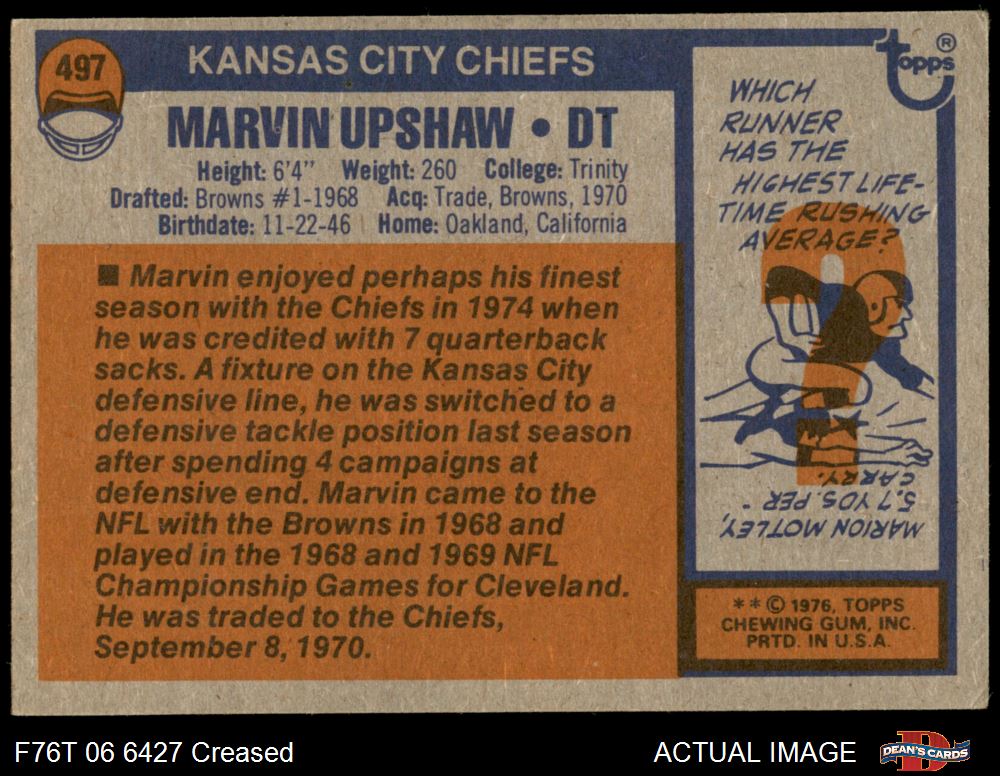 497
KANSAS CITY CHIEFS
MARVIN UPSHAW • DT
Height: 6'4" Weight: 260 College: Trinity
Drafted: Browns #1-1968 Acq: Trade, Browns, 1970
Birthdate: 11-22-46 Home: Oakland, California
■ Marvin enjoyed perhaps his finest
season with the Chiefs in 1974 when
he was credited with 7 quarterback
sacks. A fixture on the Kansas City
defensive line, he was switched to a
defensive tackle position last season
after spending 4 campaigns at
defensive end. Marvin came to the
NFL with the Browns in 1968 and
played in the 1968 and 1969 NFL
Championship Games for Cleveland.
He was traded to the Chiefs,
September 8, 1970.
topps®
WHICH
RUNNER
HAS THE
HIGHEST LIFE-
TIME RUSHING
AVERAGE?
?
MARION MOTLEY,
5.7 YDS. PER
CARRY.
**© 1976, TOPPS
CHEWING GUM, INC.
PRTD. IN U.S.A.
F76T 06 6427 Creased
ACTUAL IMAGE
D
DEAN'S CARDS